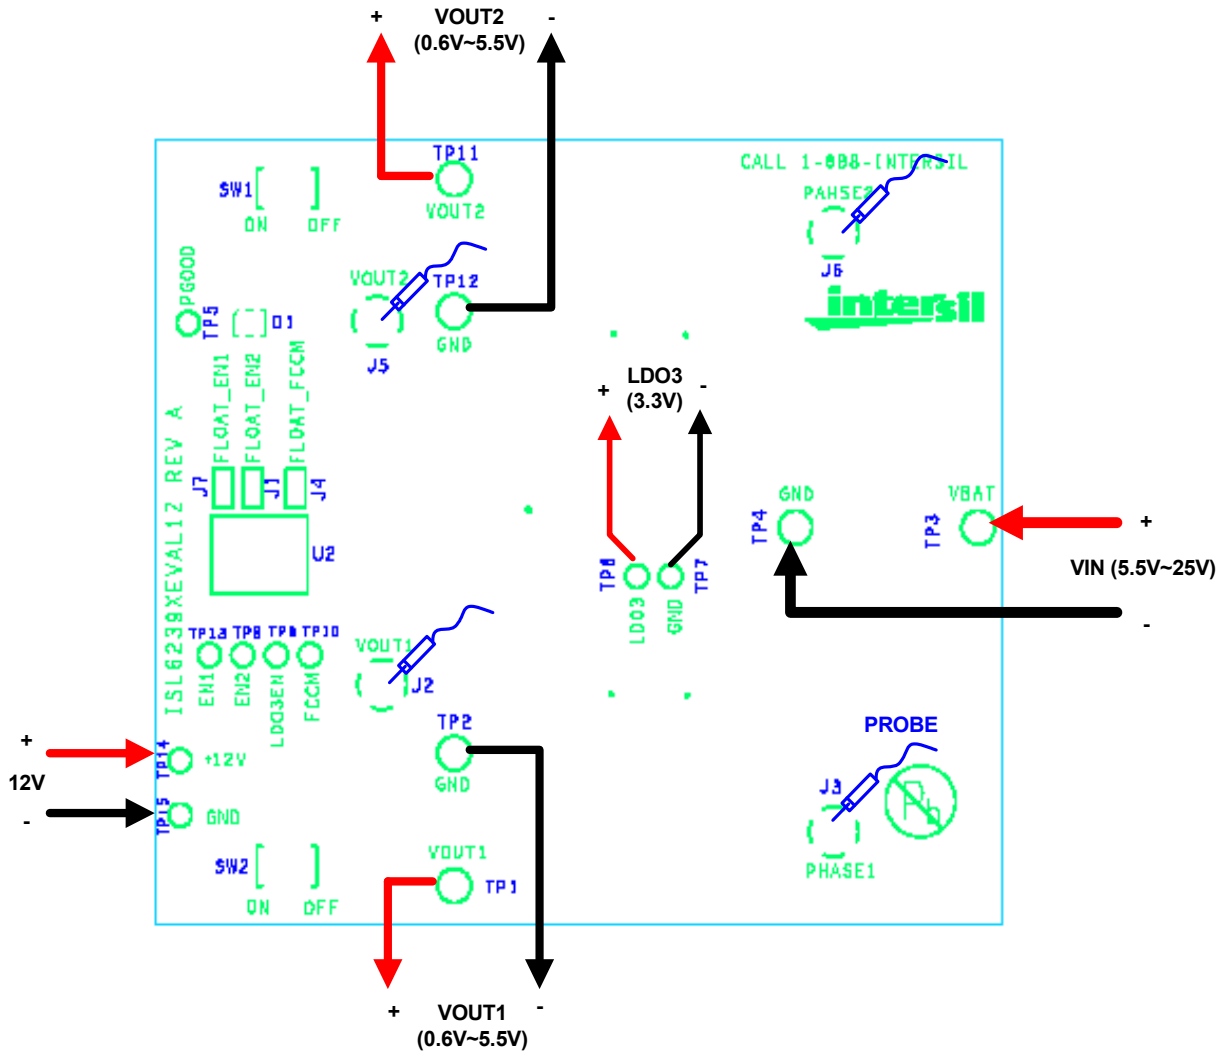 + VOUT2 -
(0.6V~5.5V)
TP11
VOUT2
SW1
ON OFF
CALL 1-888-INTERSIL
PAHSE2
J6
intersil
PGOOD
TP5
D1
VOUT2
J5
TP12
GND
FLOAT_EN1
FLOAT_EN2
FLOAT_FCCM
J7
J1
J4
U2
ISL6239XEVAL1Z REV A
+ LDO3 -
(3.3V)
TP6
TP7
LDO3
GND
GND
TP4
VBAT
TP3
+
VIN (5.5V~25V)
-
TP13 TP8 TP9 TP10
EN1
EN2
LDO3EN
FCCM
VOUT1
J2
TP2
GND
+
12V
-
TP14
+12V
TP15
GND
PROBE
J3
Pb
PHASE1
SW2
ON OFF
VOUT1
TP1
+ VOUT1 -
(0.6V~5.5V)